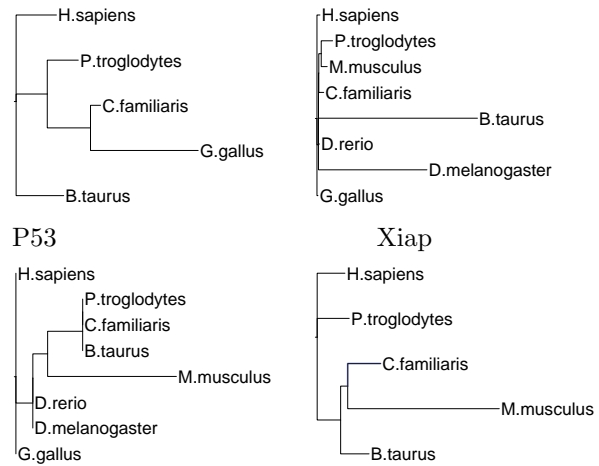 H.sapiens
P.troglodytes
C.familiaris
G.gallus
B.taurus
H.sapiens
P.troglodytes
M.musculus
C.familiaris
B.taurus
D.rerio
D.melanogaster
G.gallus
P53
Xiap
H.sapiens
P.troglodytes
C.familiaris
B.taurus
M.musculus
D.rerio
D.melanogaster
G.gallus
H.sapiens
P.troglodytes
C.familiaris
M.musculus
B.taurus